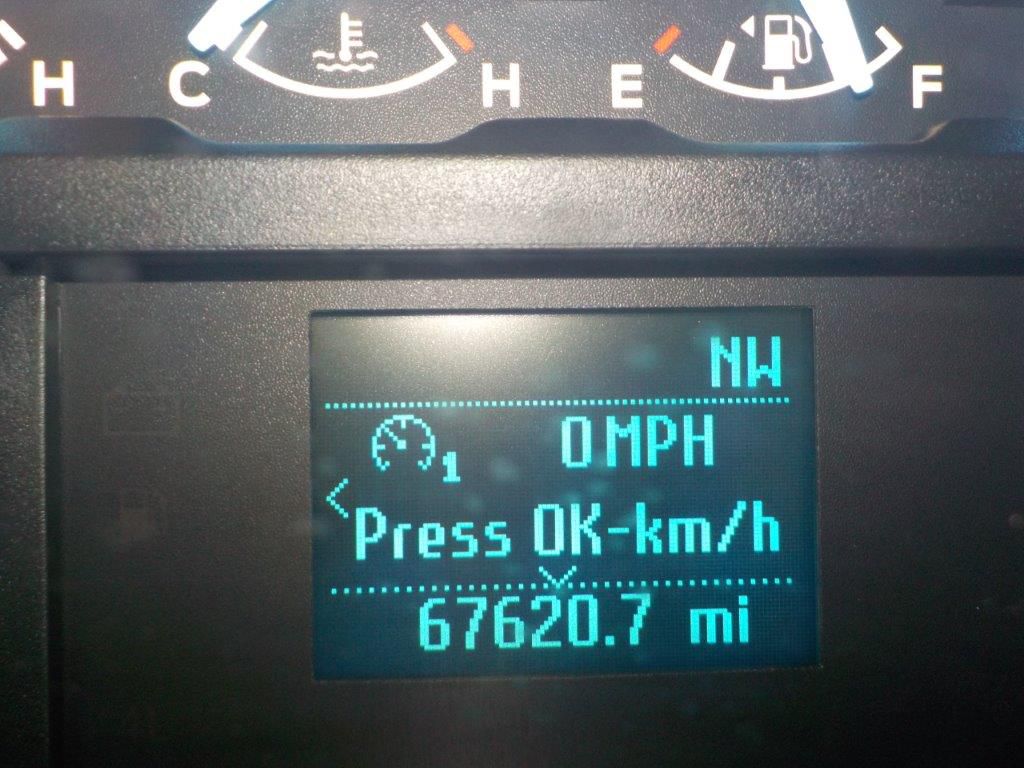 H C H E F
NW
1 0 MPH
Press OK-km/h
67620.7 mi